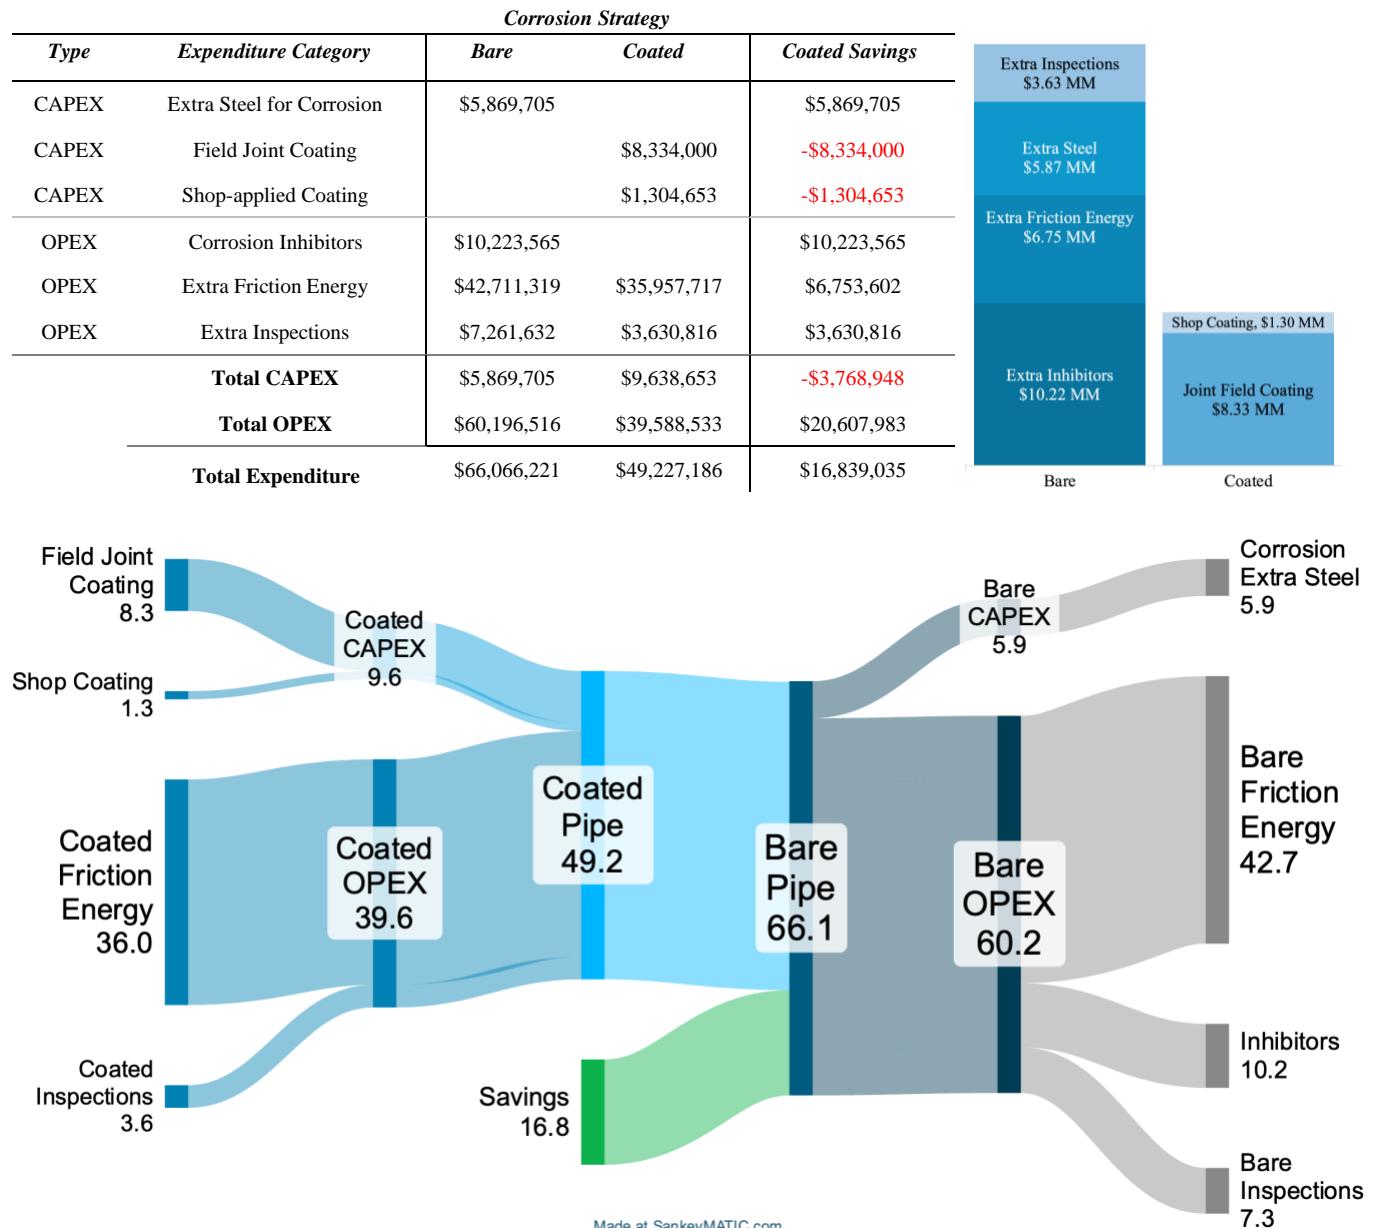 Corrosion Strategy
Type Expenditure Category Bare Coated Coated Savings
CAPEX Extra Steel for Corrosion $5,869,705 $5,869,705
CAPEX Field Joint Coating $8,334,000 -$8,334,000
CAPEX Shop-applied Coating $1,304,653 -$1,304,653
OPEX Corrosion Inhibitors $10,223,565 $10,223,565
OPEX Extra Friction Energy $42,711,319 $35,957,717 $6,753,602
OPEX Extra Inspections $7,261,632 $3,630,816 $3,630,816
Total CAPEX $5,869,705 $9,638,653 -$3,768,948
Total OPEX $60,196,516 $39,588,533 $20,607,983
Total Expenditure $66,066,221 $49,227,186 $16,839,035
Extra Inspections
$3.63 MM
Extra Steel
$5.87 MM
Extra Friction Energy
$6.75 MM
Extra Inhibitors
$10.22 MM
Shop Coating, $1.30 MM
Joint Field Coating
$8.33 MM
Bare
Coated
Field Joint
Coating
8.3
Shop Coating
1.3
Coated
CAPEX
9.6
Coated
Friction
Energy
36.0
Coated
OPEX
39.6
Coated
Inspections
3.6
Coated
Pipe
49.2
Savings
16.8
Bare
Pipe
66.1
Bare
CAPEX
5.9
Bare
OPEX
60.2
Corrosion
Extra Steel
5.9
Bare
Friction
Energy
42.7
Inhibitors
10.2
Bare
Inspections
7.3
Made at SankeyMATIC.com